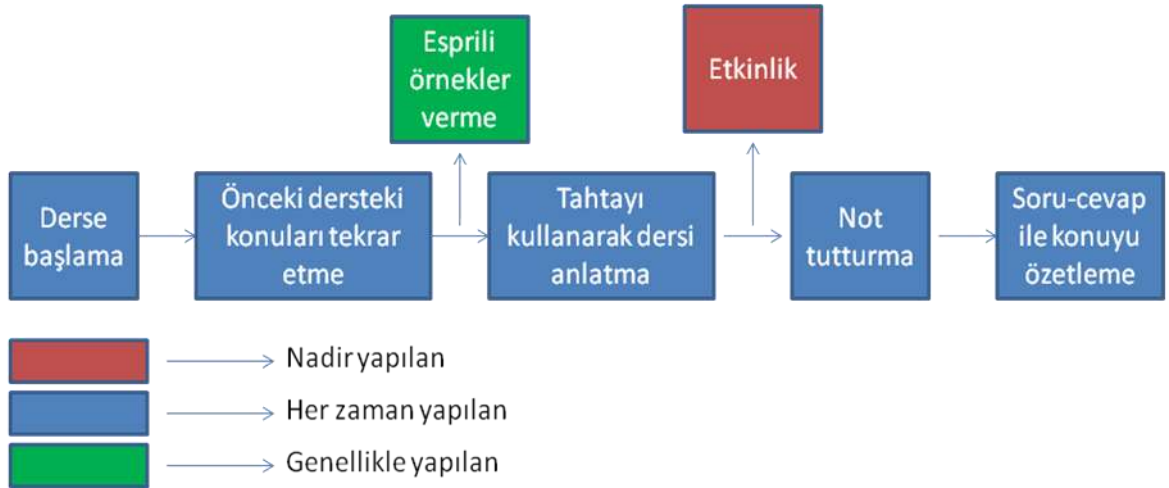 Esprili
örnekler
verme
Etkinlik
Derse
başlama
Önceki dersteki
konuları tekrar
etme
Tahtayı
kullanarak dersi
anlatma
Not
tutturma
Soru-cevap
ile konuyu
özetleme
Nadir yapılan
Her zaman yapılan
Genellikle yapılan